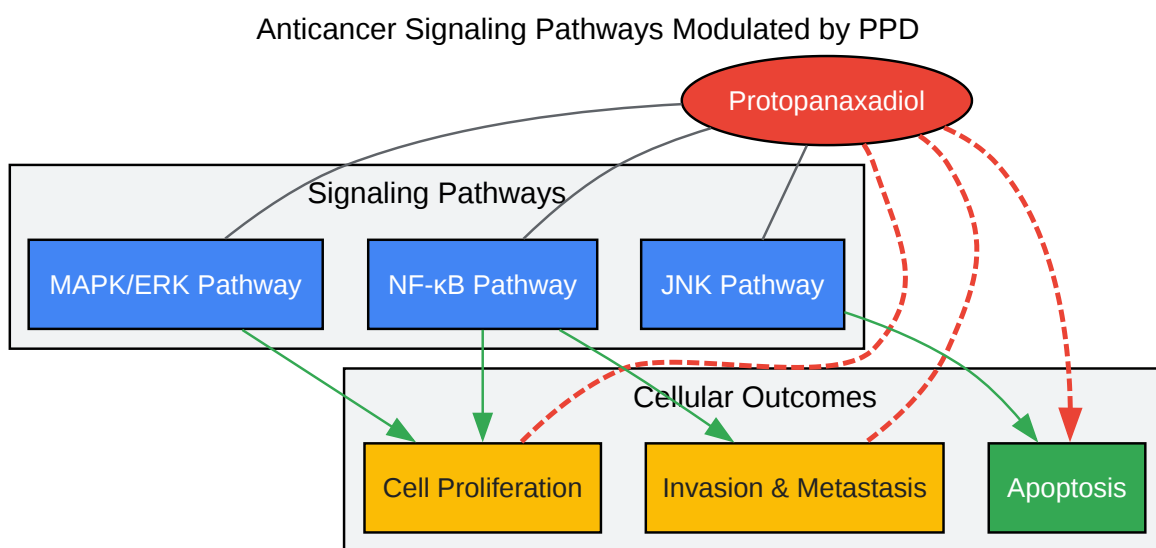 Anticancer Signaling Pathways Modulated by PPD
Protopanaxadiol
Signaling Pathways
MAPK/ERK Pathway
NF-κB Pathway
JNK Pathway
Cellular Outcomes
Cell Proliferation
Invasion & Metastasis
Apoptosis